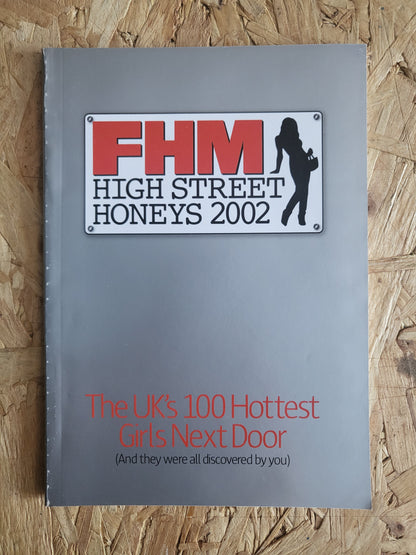 FHM
HIGH STREET
HONEYS 2002
The UK's 100 Hottest
Girls Next Door
(And they were all discovered by you)